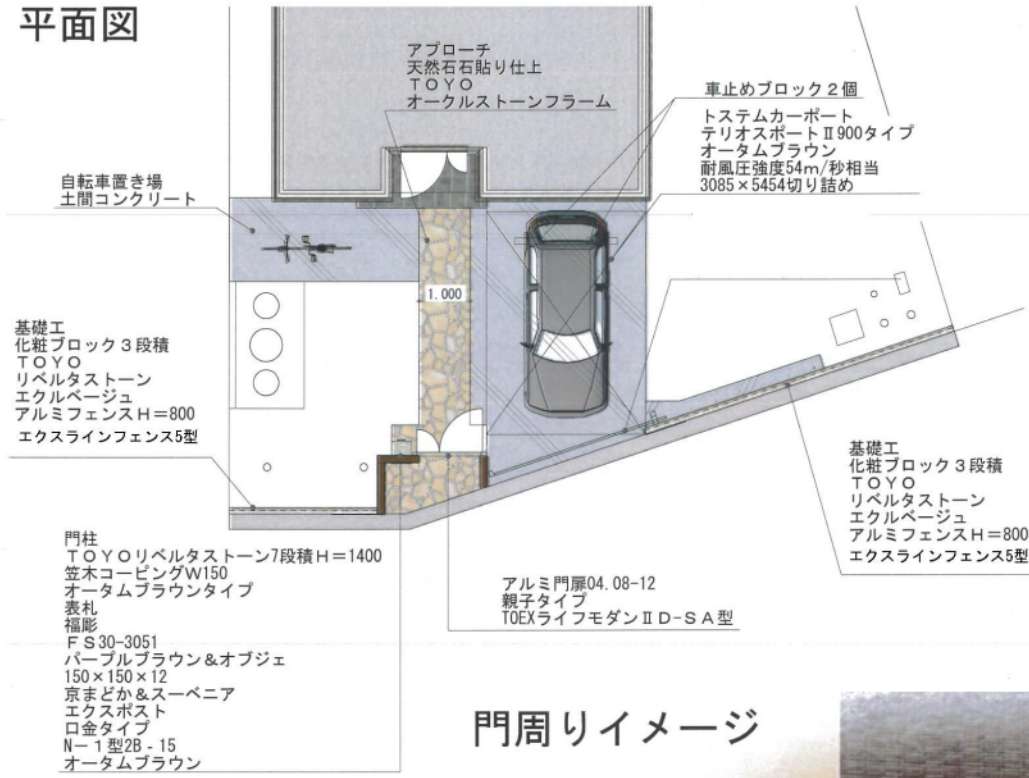 平面図
アプローチ
天然石石貼り仕上
TOYO
オークルストーンフラーム
車止めブロック2個
トステムカーポート
テリオスポートⅡ900タイプ
オータムブラウン
耐風圧強度54m/秒相当
3085×5454切り詰め
自転車置き場
土間コンクリート
1.000
基礎工
化粧ブロック3段積
TOYO
リベルタストーン
エクルベージュ
アルミフェンスH=800
エクスラインフェンス5型
基礎工
化粧ブロック3段積
TOYO
リベルタストーン
エクルベージュ
アルミフェンスH=800
エクスラインフェンス5型
門柱
TOYOリベルタストーン7段積H=1400
笠木コーピングW150
オータムブラウンタイプ
表札
福彫
FS30-3051
パープルブラウン&オブジェ
150×150×12
京まどか&スーベニア
エクスポスト
口金タイプ
N-1型2B-15
オータムブラウン
アルミ門扉04.08-12
親子タイプ
TOEXライフモダンⅡD-SA型
門周りイメージ